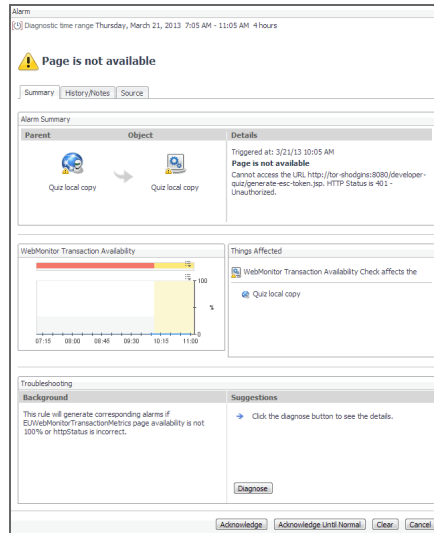 Alarm
Diagnostic time range Thursday, March 21, 2013 7:05 AM - 11:05 AM 4 hours
Page is not available
Summary History/Notes Source
Alarm Summary
Parent Object Details
Quiz local copy
Quiz local copy
Triggered at: 3/21/13 10:05 AM
Page is not available
Cannot access the URL http://tor-shodgins:8080/developer-
quiz/generate-esc-token.jsp. HTTP Status is 401 -
Unauthorized.
WebMonitor Transaction Availability
100
%
0
07:15 08:00 08:45 09:30 10:15 11:00
Things Affected
WebMonitor Transaction Availability Check affects the
Quiz local copy
Troubleshooting
Background
This rule will generate corresponding alarms if
EUWebMonitorTransactionMetrics page availability is not
100% or httpStatus is incorrect.
Suggestions
Click the diagnose button to see the details.
Diagnose
Acknowledge Acknowledge Until Normal Clear Cancel